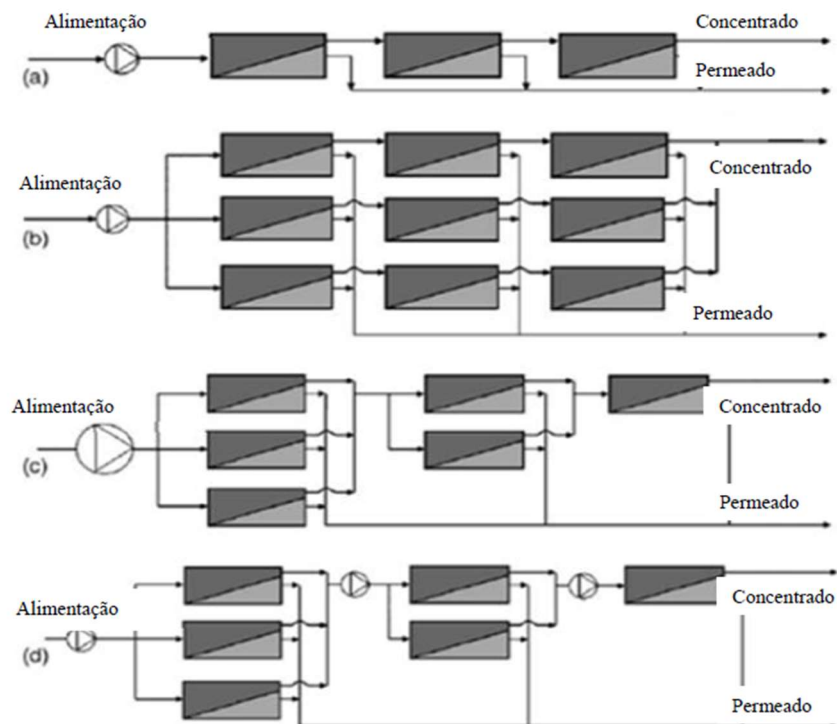 Alimentação
Concentrado
Permeado
(a)
Alimentação
Concentrado
(b)
Permeado
Alimentação
Concentrado
(c)
Permeado
Alimentação
Concentrado
(d)
Permeado